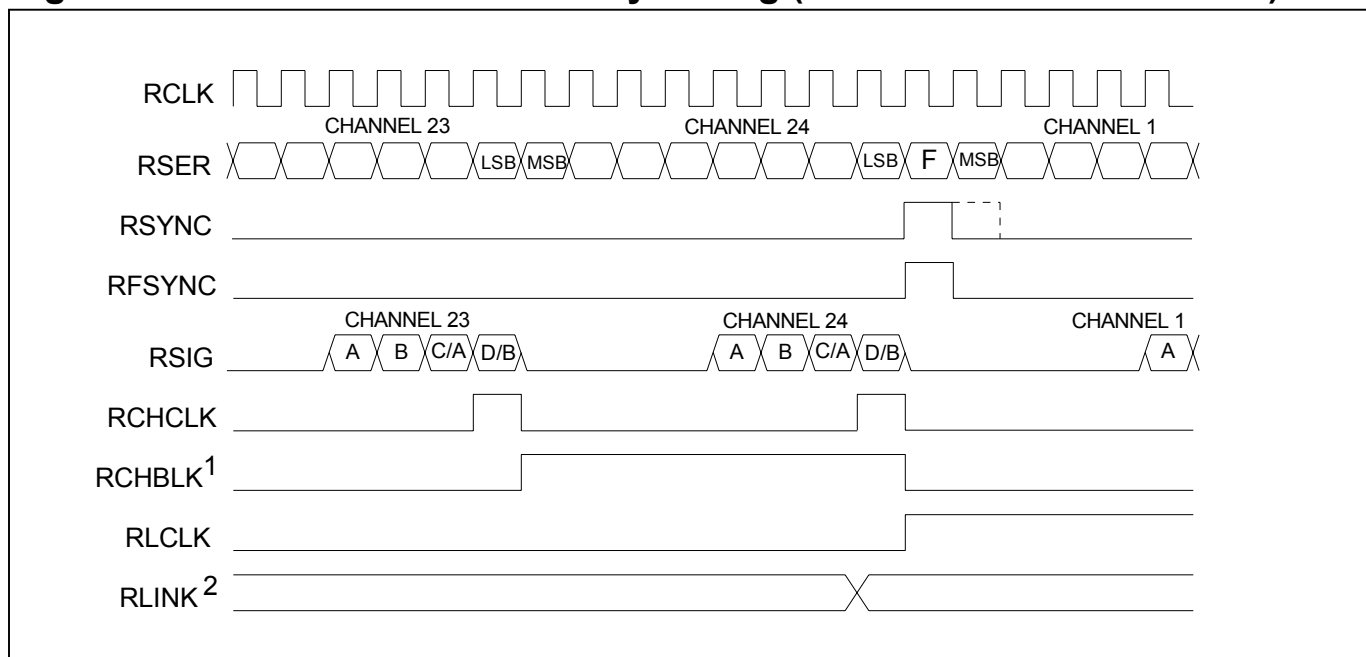 RCLK
CHANNEL 23 CHANNEL 24 CHANNEL 1
RSER LSB MSB LSB F MSB
RSYNC
RFSYNC
CHANNEL 23 CHANNEL 24 CHANNEL 1
RSIG A B C/A D/B A B C/A D/B A
RCHCLK
RCHBLK1
RLCLK
RLINK2